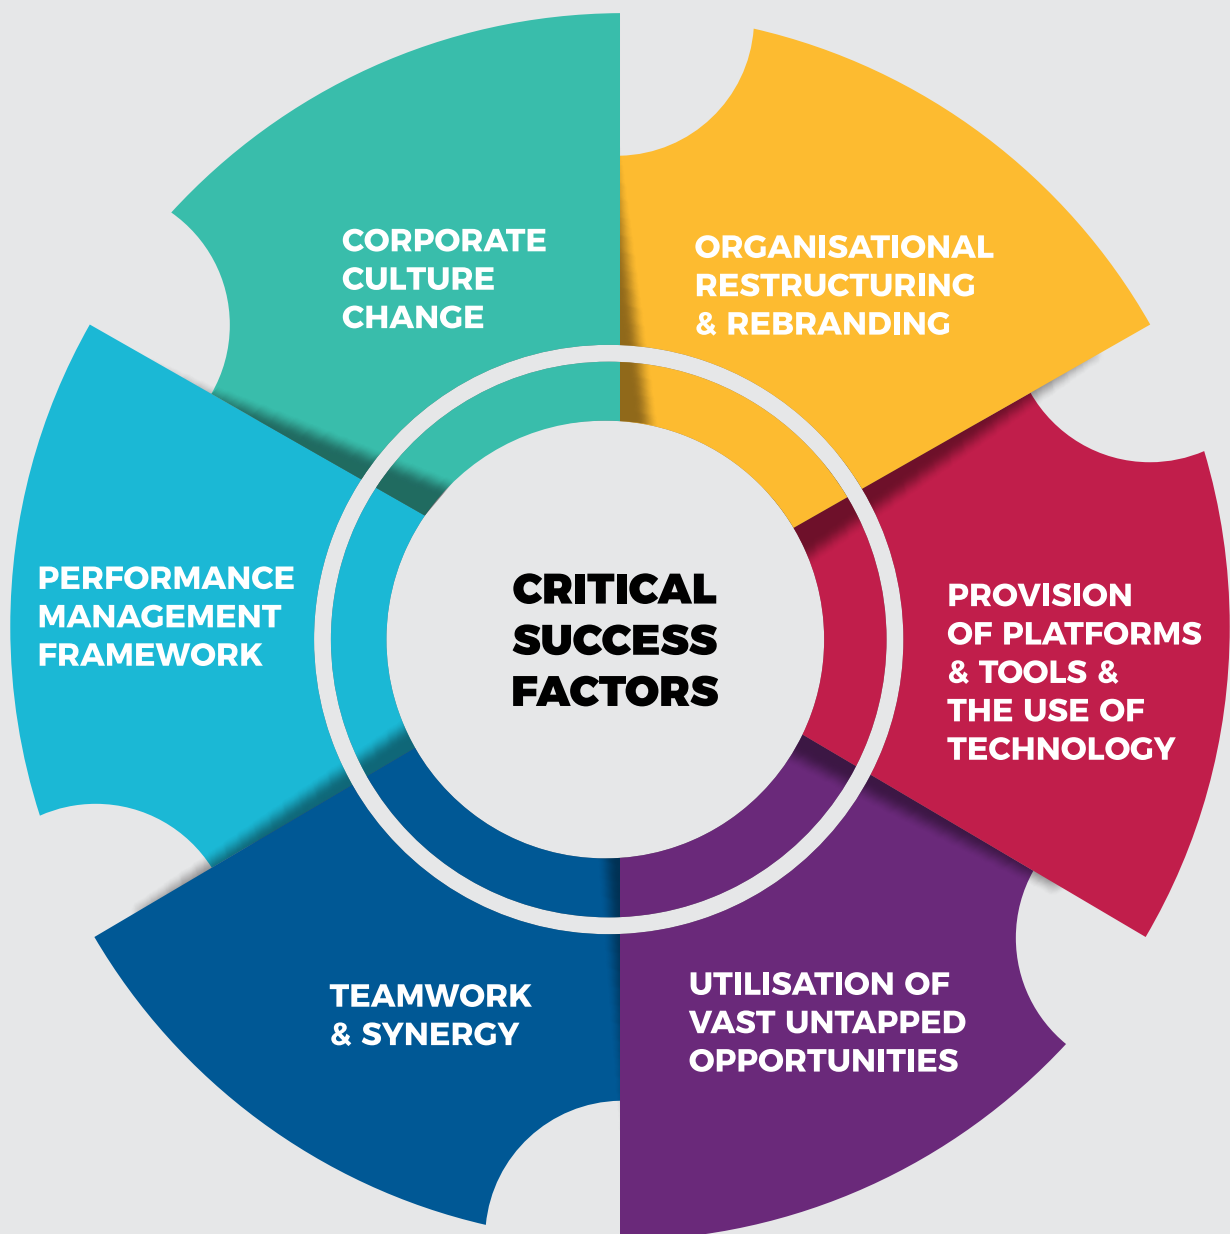 CORPORATE
CULTURE
CHANGE
ORGANISATIONAL
RESTRUCTURING
& REBRANDING
PERFORMANCE
MANAGEMENT
FRAMEWORK
CRITICAL
SUCCESS
FACTORS
PROVISION
OF PLATFORMS
& TOOLS &
THE USE OF
TECHNOLOGY
TEAMWORK
& SYNERGY
UTILISATION OF
VAST UNTAPPED
OPPORTUNITIES